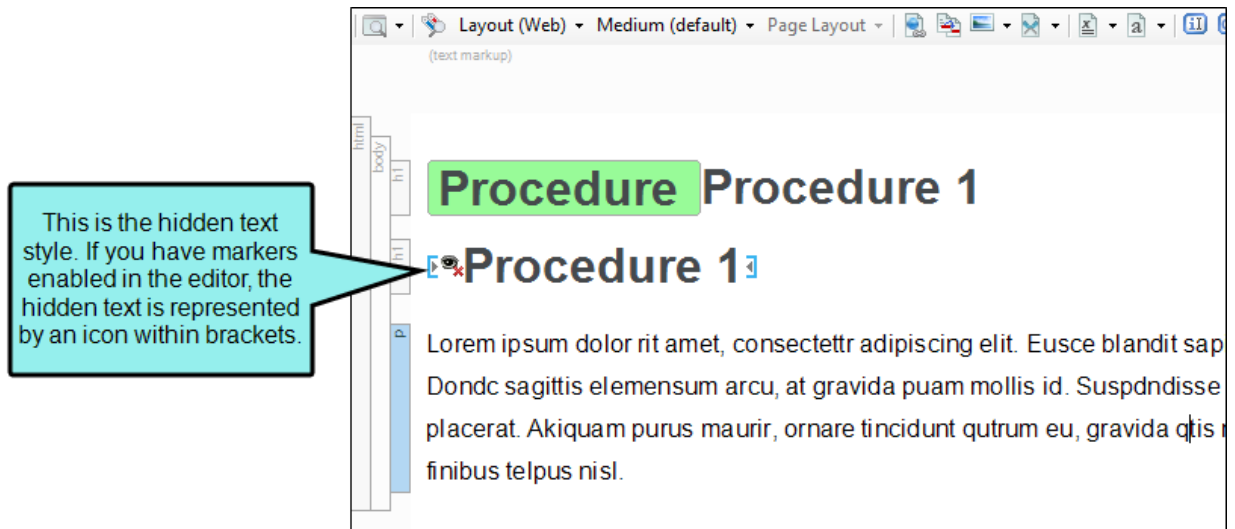 Layout (Web) Medium (default) Page Layout
(text markup)
html
body
h1
Procedure Procedure 1
h1
Procedure 1
This is the hidden text
style. If you have markers
enabled in the editor, the
hidden text is represented
by an icon within brackets.
p
Lorem ipsum dolor rit amet, consectettr adipiscing elit. Eusce blandit sap
Dondc sagittis elemensum arcu, at gravida puam mollis id. Suspdndisse
placerat. Akiquam purus maurir, ornare tincidunt qutrum eu, gravida qtis
finibus telpus nisl.